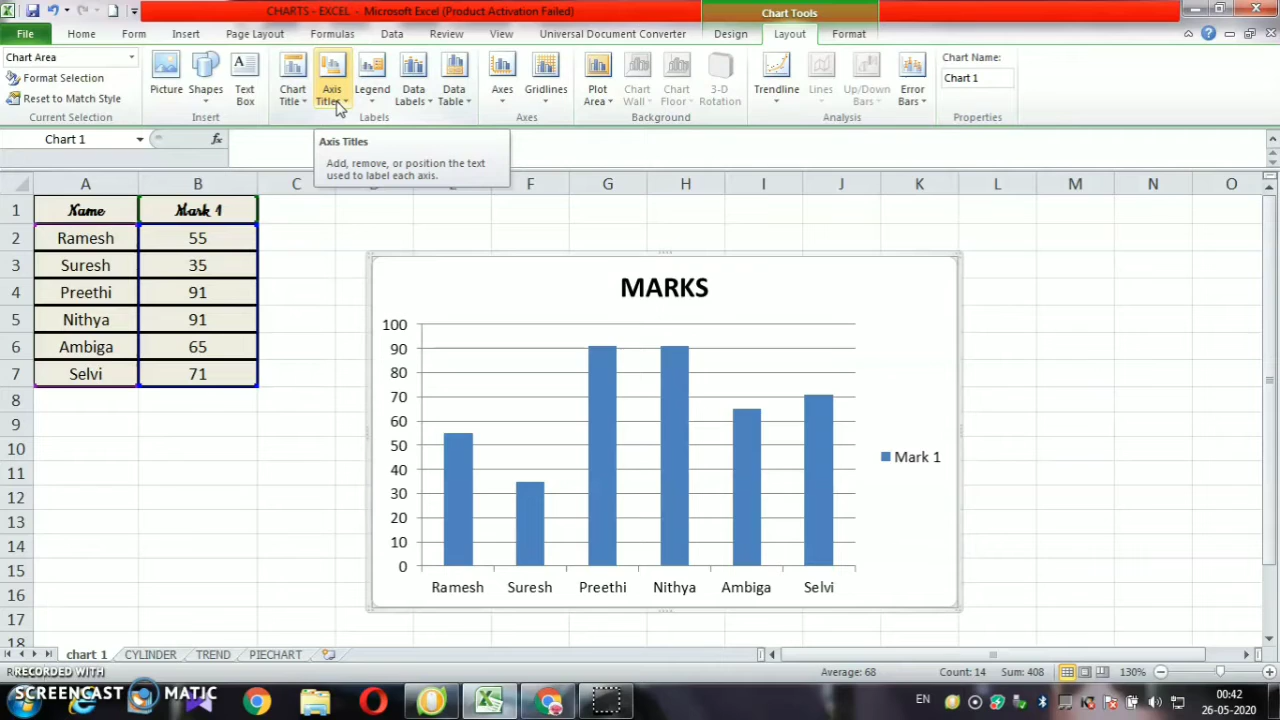 CHARTS - EXCEL - Microsoft Excel (Product Activation Failed)
Chart Tools
File Home Form Insert Page Layout Formulas Data Review View Universal Document Converter Design Layout Format
Chart Area
Format Selection
Reset to Match Style
Current Selection
Picture
Shapes
Text Box
Insert
Chart Title
Axis Titles
Legend
Data Labels
Data Table
Labels
Axes
Gridlines
Axes
Plot Area
Chart Wall
Chart Floor
3-D Rotation
Background
Trendline
Lines
Up/Down Bars
Error Bars
Analysis
Chart Name:
Chart 1
Properties
Chart 1
fx
Axis Titles
Add, remove, or position the text
used to label each axis.
A B C F G H I J K L M N O
1 Name Mark 1
2 Ramesh 55
3 Suresh 35
4 Preethi 91
5 Nithya 91
6 Ambiga 65
7 Selvi 71
8
9
10
11
12
13
14
15
16
17
18
MARKS
100
90
80
70
60
50
40
30
20
10
0
Ramesh Suresh Preethi Nithya Ambiga Selvi
Mark 1
chart 1 CYLINDER TREND PIECHART
Average: 68 Count: 14 Sum: 408 130%
RECORDED WITH
SCREENCAST MATIC
EN
00:42
26-05-2020